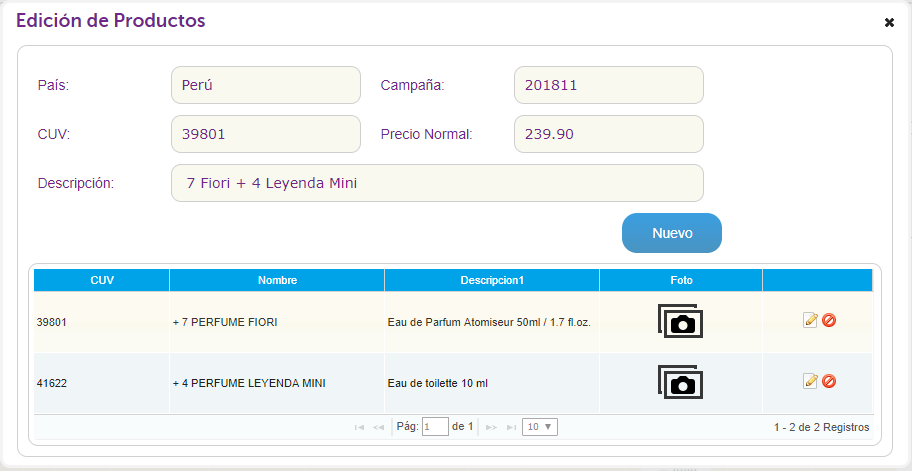 Edición de Productos
País: Perú Campaña: 201811
CUV: 39801 Precio Normal: 239.90
Descripción: 7 Fiori + 4 Leyenda Mini
Nuevo
CUV Nombre Descripcion1 Foto
39801 + 7 PERFUME FIORI Eau de Parfum Atomiseur 50ml / 1.7 fl.oz.
41622 + 4 PERFUME LEYENDA MINI Eau de toilette 10 ml
Pág: 1 de 1 10 1 - 2 de 2 Registros